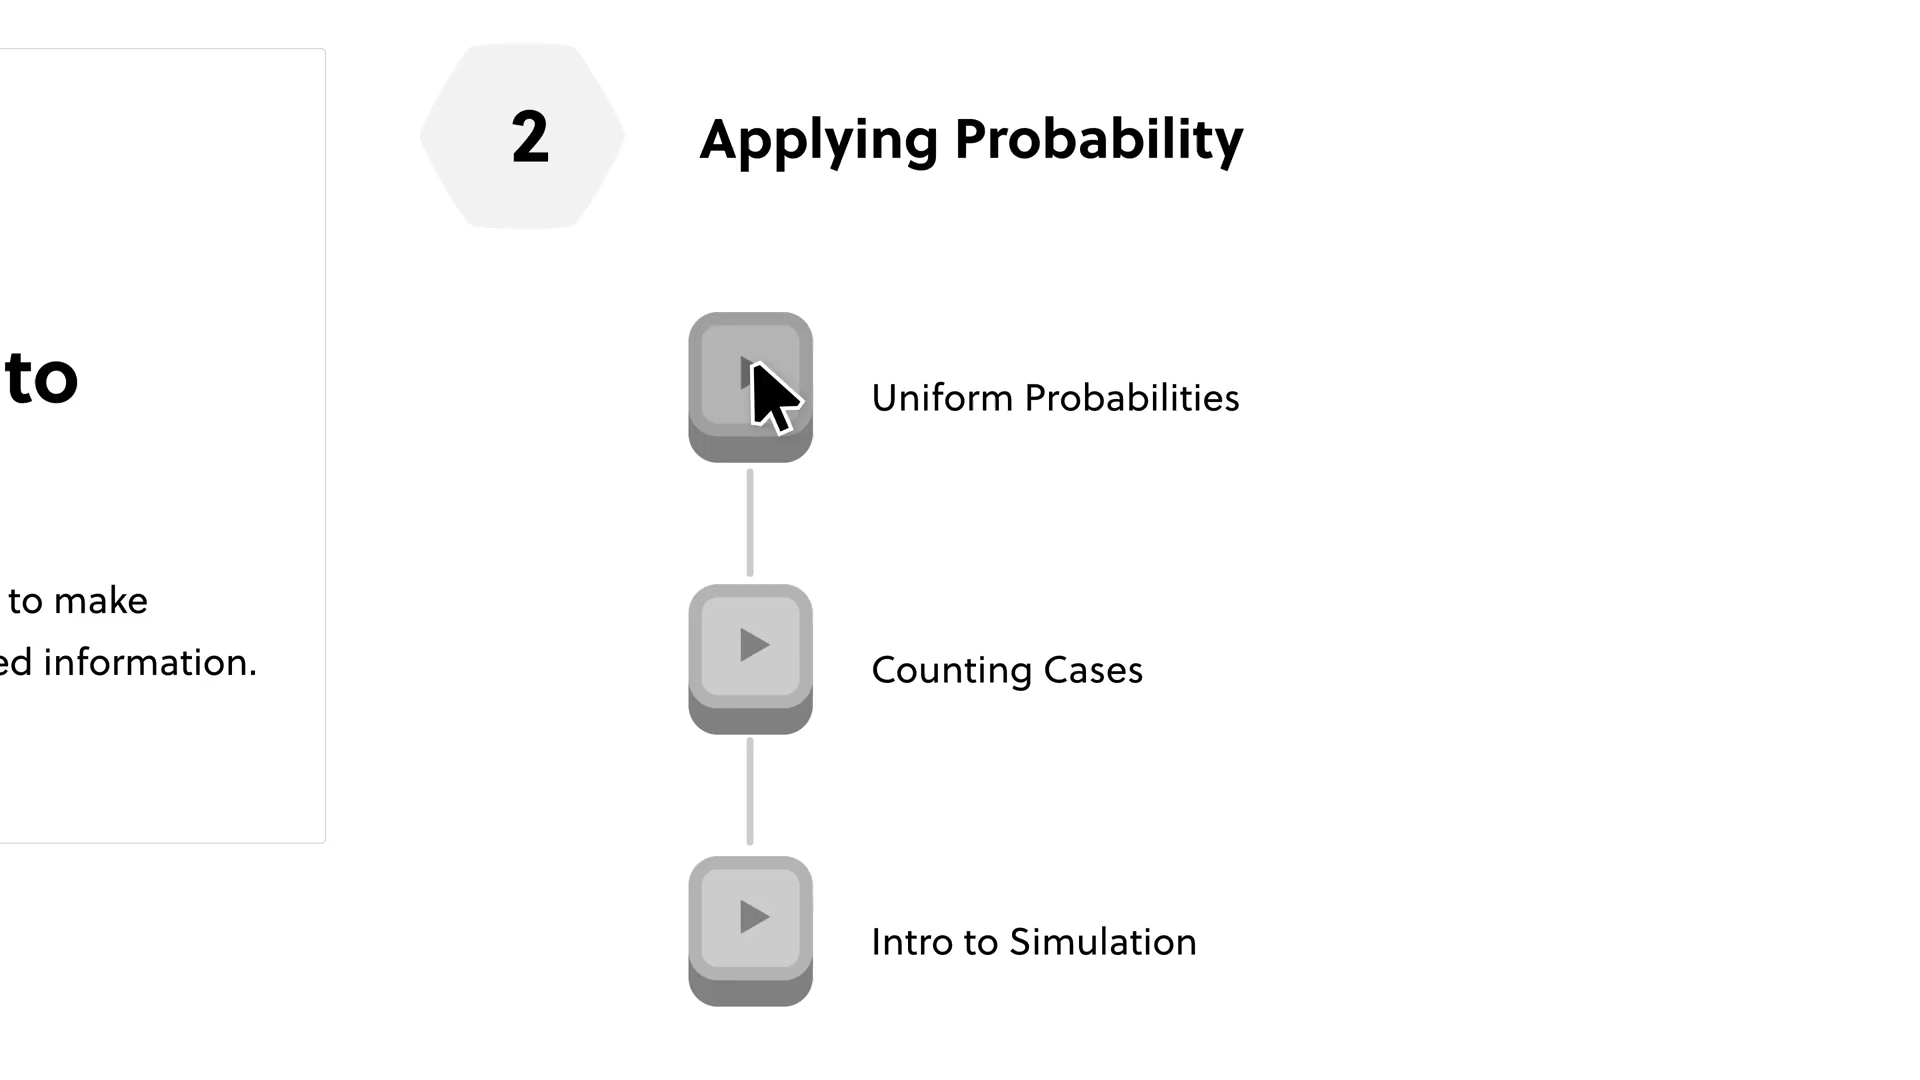 to
to make
ed information.
2
Applying Probability
Uniform Probabilities
Counting Cases
Intro to Simulation